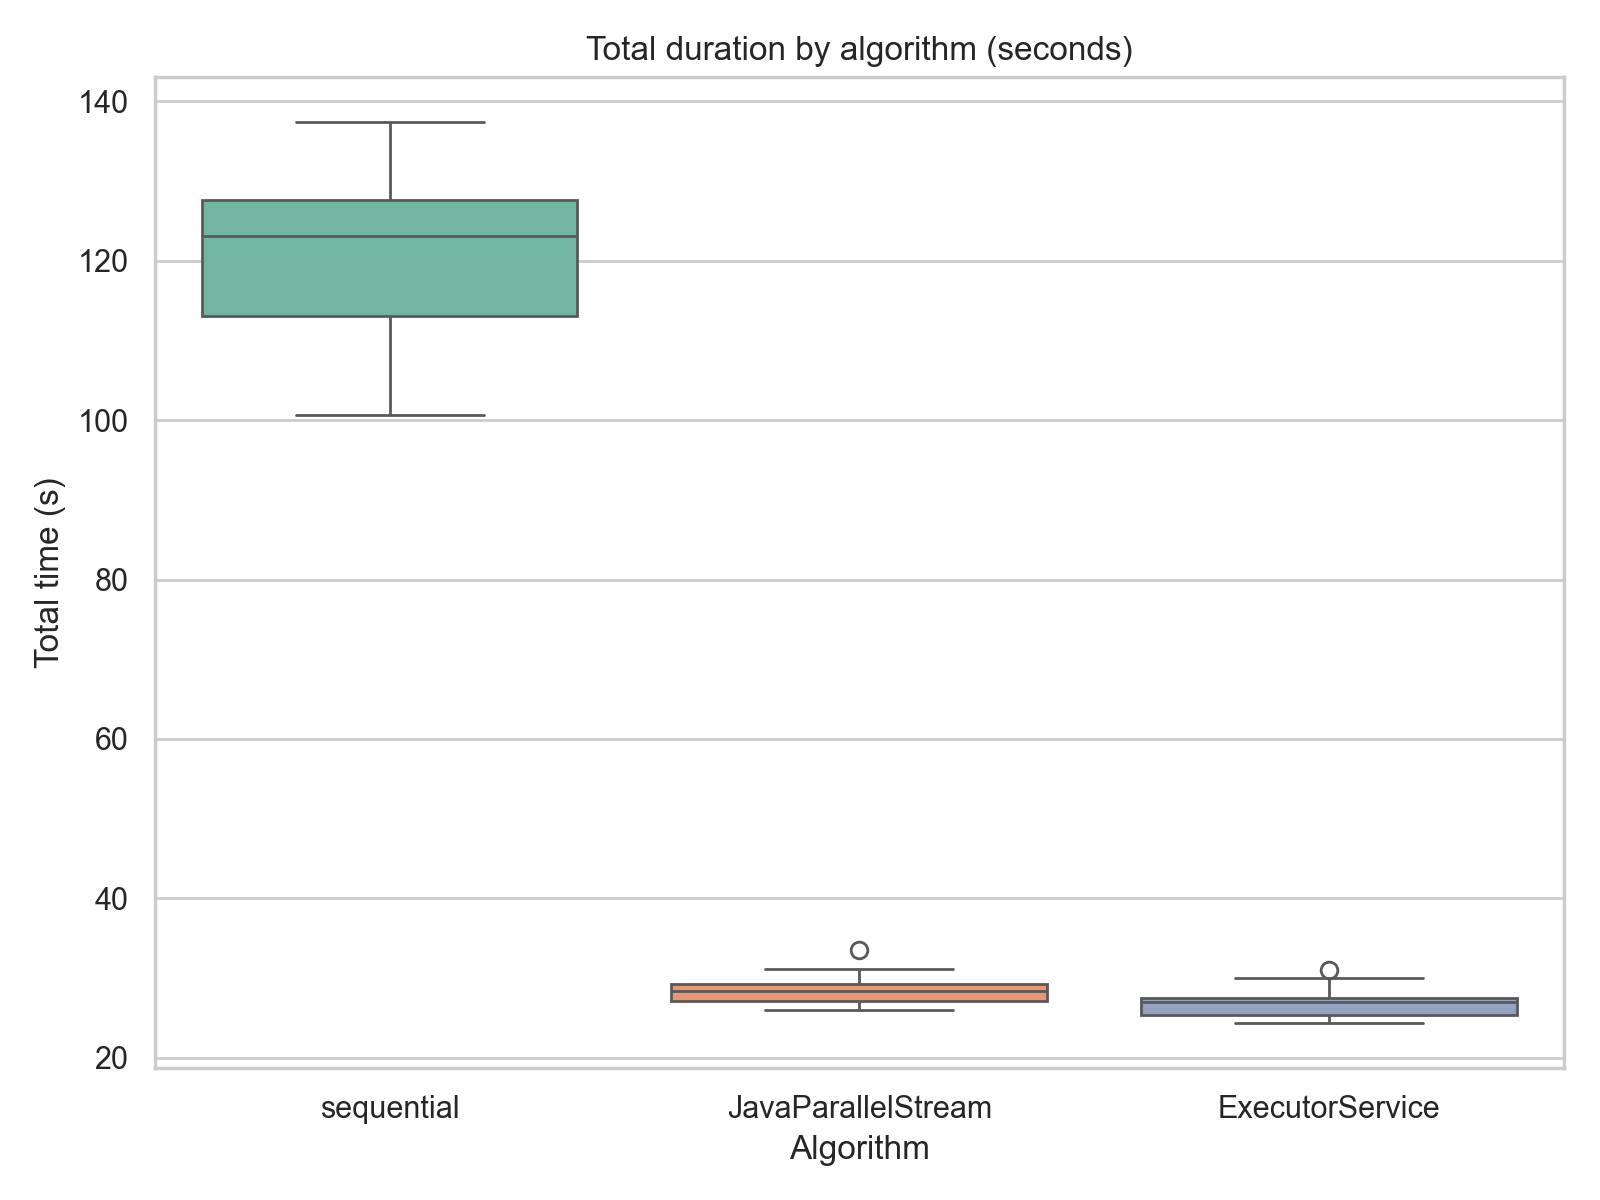 Total duration by algorithm (seconds)
140
120
100
80
60
40
20
Total time (s)
sequential
JavaParallelStream
ExecutorService
Algorithm